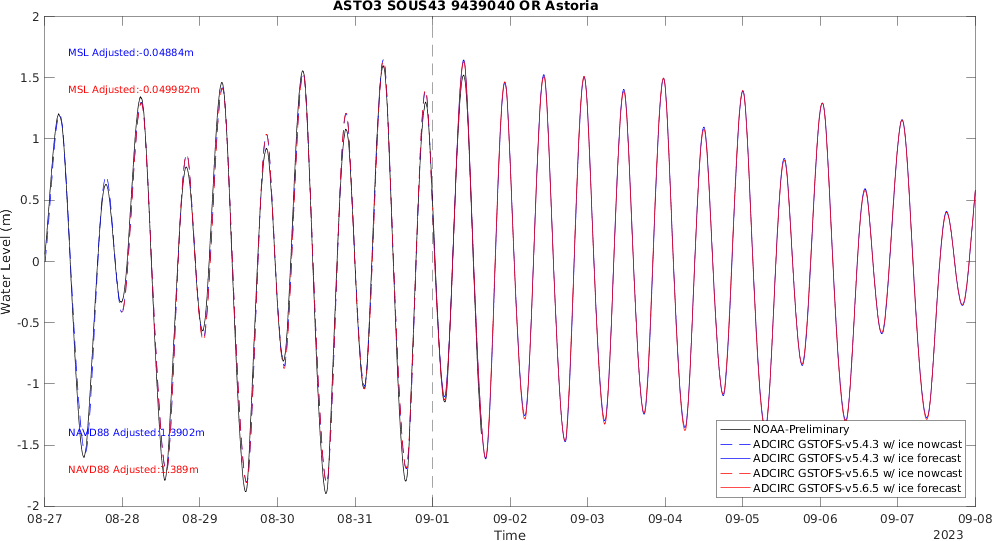 ASTO3 SOUS43 9439040 OR Astoria
2
1.5
1
0.5
0
-0.5
-1
-1.5
-2
Water Level (m)
MSL Adjusted:-0.04884m
MSL Adjusted:-0.049982m
NAVD88 Adjusted:1.3902m
NAVD88 Adjusted:1.389m
NOAA-Preliminary
ADCIRC GSTOFS-v5.4.3 w/ ice nowcast
ADCIRC GSTOFS-v5.4.3 w/ ice forecast
ADCIRC GSTOFS-v5.6.5 w/ ice nowcast
ADCIRC GSTOFS-v5.6.5 w/ ice forecast
08-27 08-28 08-29 08-30 08-31 09-01 09-02 09-03 09-04 09-05 09-06 09-07 09-08
Time
2023